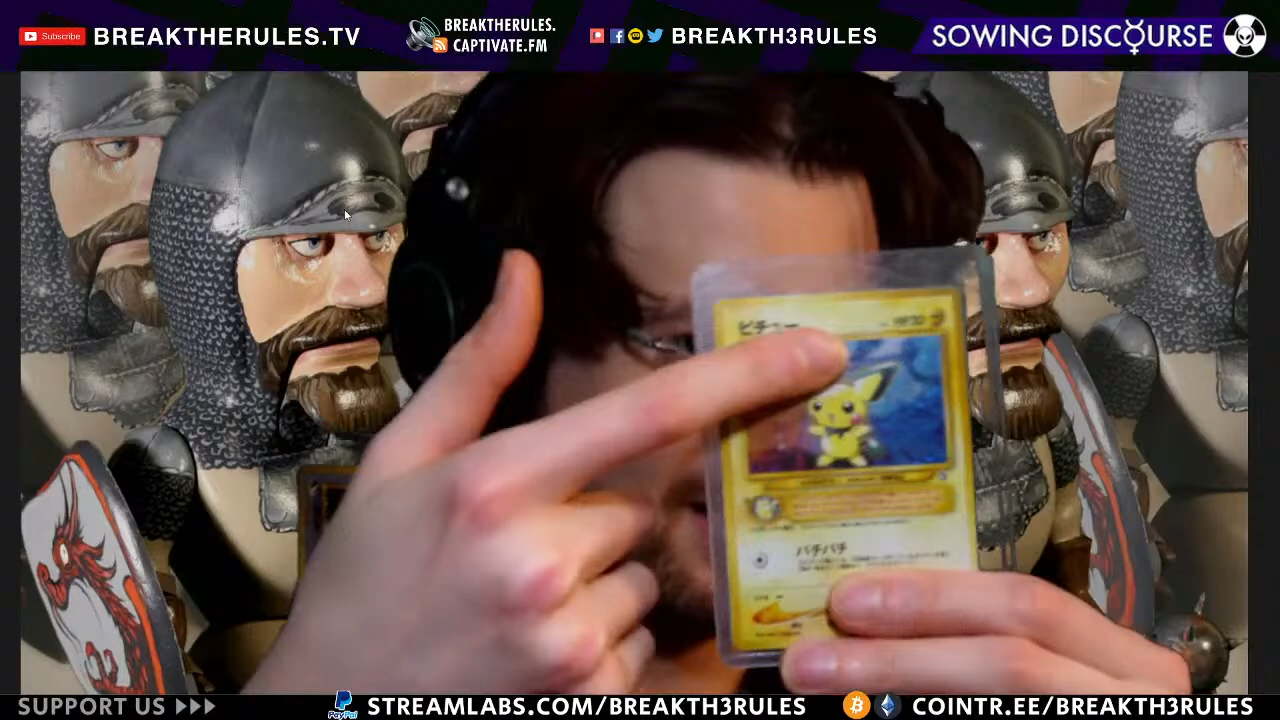 Subscribe
BREAKTHERULES.TV
BREAKTHERULES.
CAPTIVATE.FM
BREAKTH3RULES
SOWING DISCOURSE
ピチュー
パチパチ
SUPPORT US
PayPal
STREAMLABS.COM/BREAKTH3RULES
COINTR.EE/BREAKTH3RULES